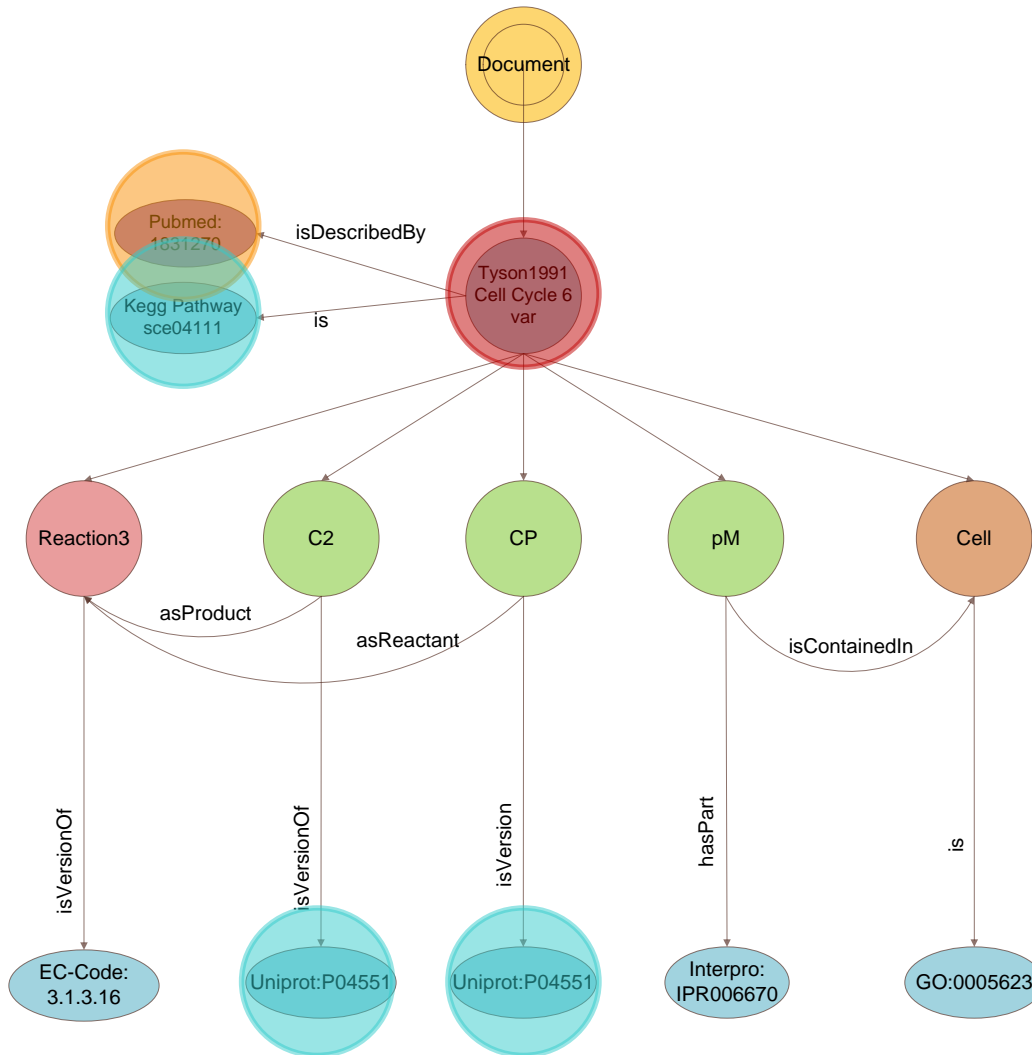 Document
Pubmed:
1831270
isDescribedBy
Tyson1991
Cell Cycle 6
var
Kegg Pathway
sce04111
is
Reaction3
C2
CP
pM
Cell
asProduct
asReactant
isContainedIn
isVersionOf
isVersionOf
isVersion
hasPart
is
EC-Code:
3.1.3.16
Uniprot:P04551
Uniprot:P04551
Interpro:
IPR006670
GO:0005623